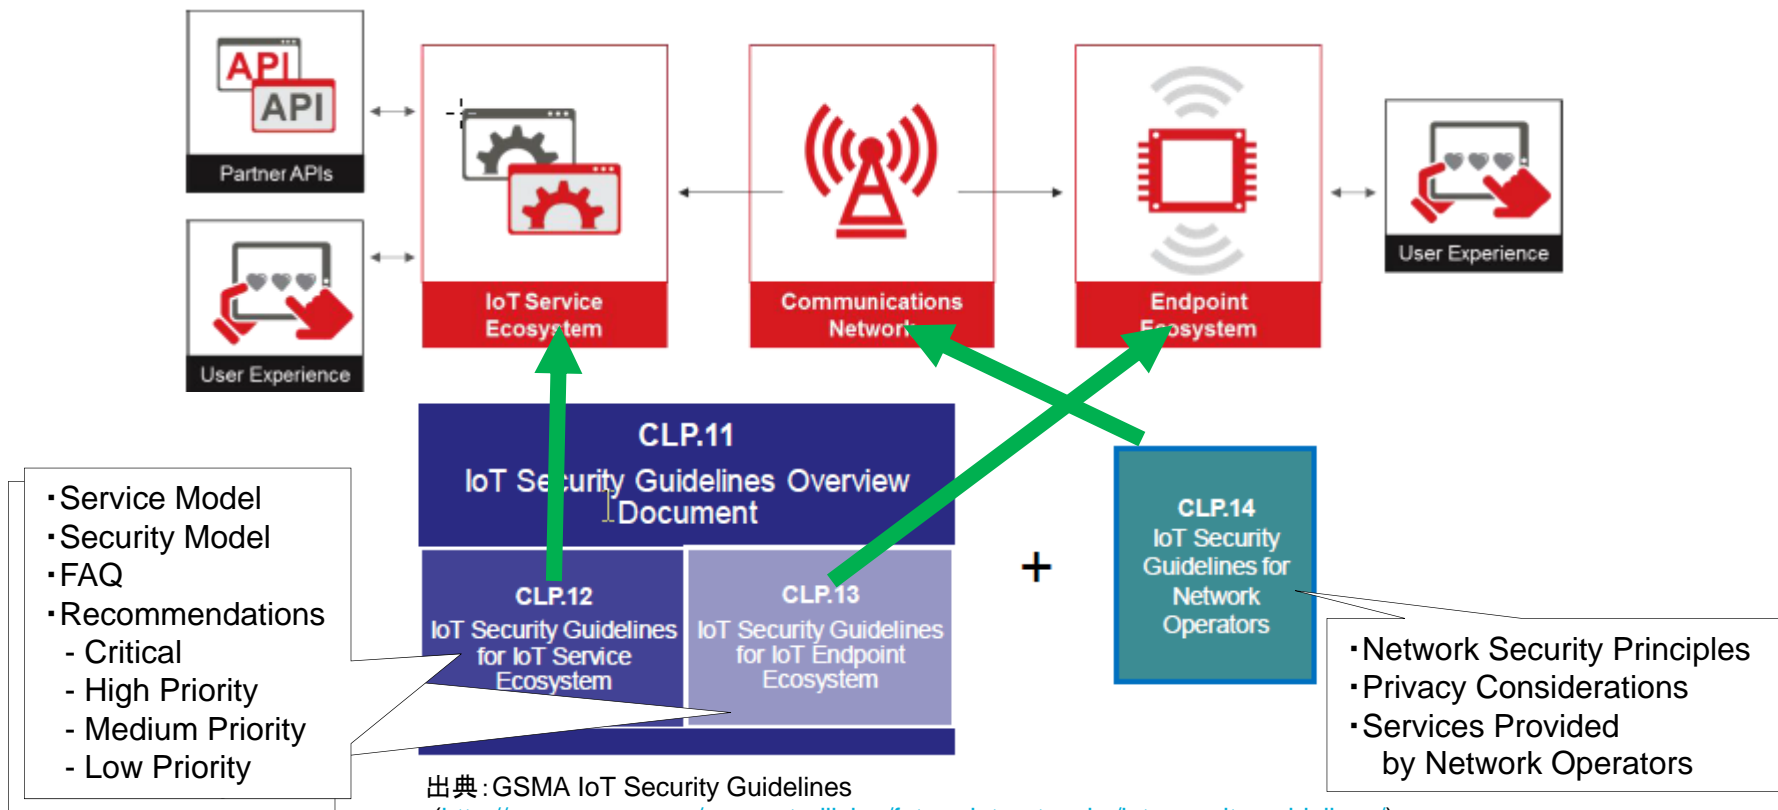 API
API
Partner APIs
User Experience
IoT Service
Ecosystem
Communications
Network
Endpoint
Ecosystem
User Experience
CLP.11
IoT Security Guidelines Overview
Document
CLP.12
IoT Security Guidelines
for IoT Service
Ecosystem
CLP.13
IoT Security Guidelines
for IoT Endpoint
Ecosystem
+
CLP.14
IoT Security
Guidelines for
Network
Operators
・Service Model
・Security Model
・FAQ
・Recommendations
- Critical
- High Priority
- Medium Priority
- Low Priority
・Network Security Principles
・Privacy Considerations
・Services Provided
by Network Operators
出典：GSMA IoT Security Guidelines